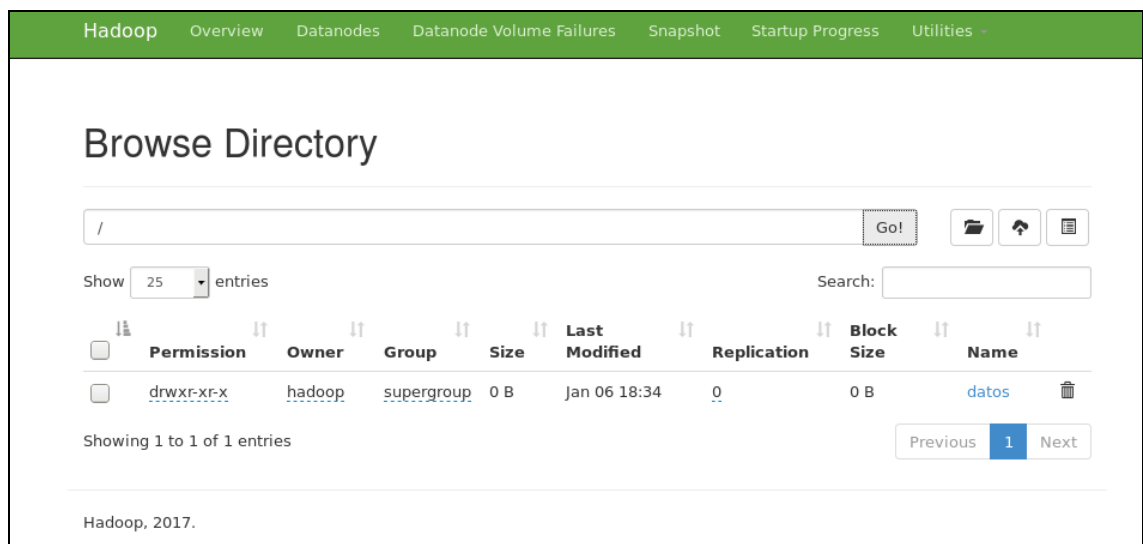 Hadoop Overview Datanodes Datanode Volume Failures Snapshot Startup Progress Utilities
Browse Directory
/ Go!
Show 25 entries Search:
Permission Owner Group Size Last Modified Replication Block Size Name
drwxr-xr-x hadoop supergroup 0 B Jan 06 18:34 0 0 B datos
Showing 1 to 1 of 1 entries Previous 1 Next
Hadoop, 2017.